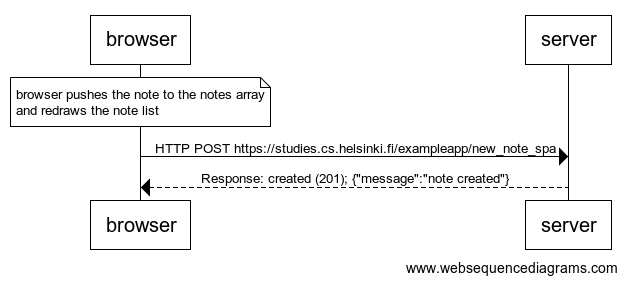 browser
server
browser pushes the note to the notes array
and redraws the note list
HTTP POST https://studies.cs.helsinki.fi/exampleapp/new_note_spa
Response: created (201); {"message":"note created"}
browser
server
www.websequencediagrams.com